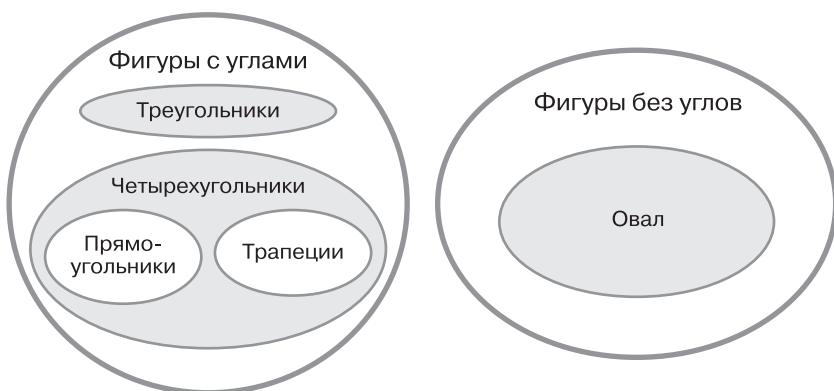 Фигуры с углами
Треугольники
Четырехугольники
Прямо-
угольники
Трапеции
Фигуры без углов
Овал